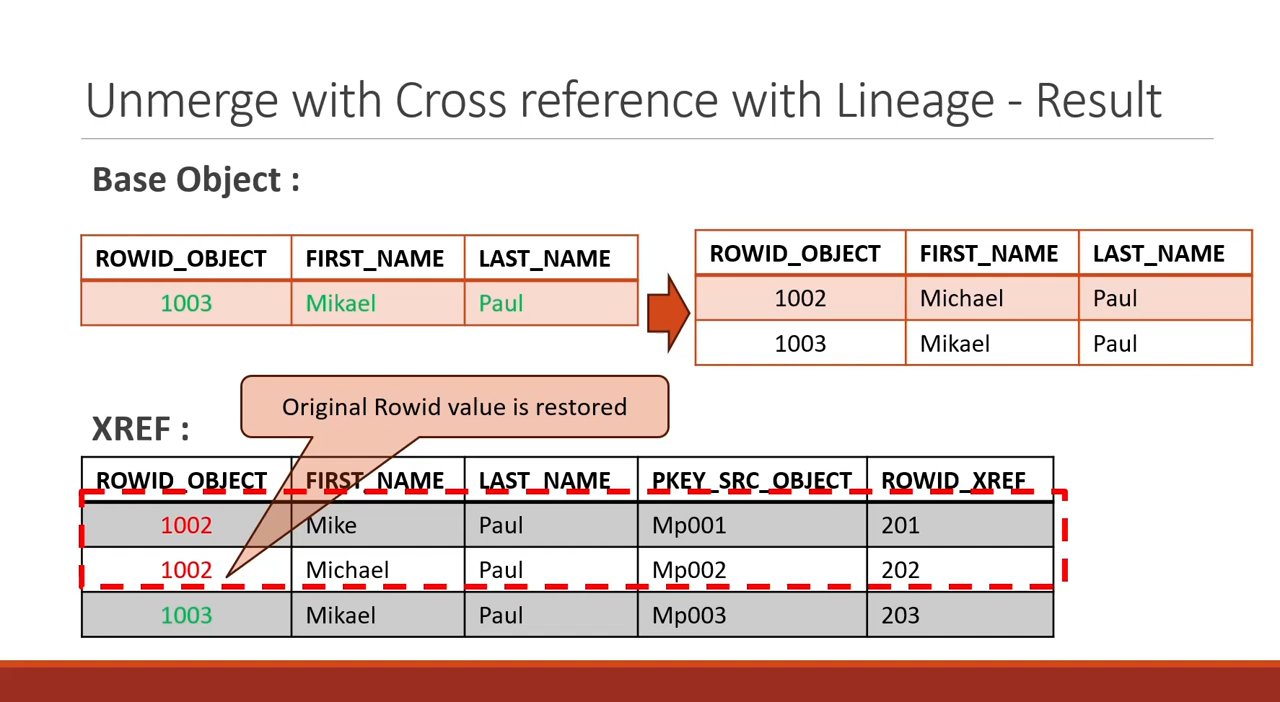 Unmerge with Cross reference with Lineage - Result
Base Object :
ROWID_OBJECT FIRST_NAME LAST_NAME
1003 Mikael Paul
ROWID_OBJECT FIRST_NAME LAST_NAME
1002 Michael Paul
1003 Mikael Paul
Original Rowid value is restored
XREF :
ROWID_OBJECT FIRST_NAME LAST_NAME PKEY_SRC_OBJECT ROWID_XREF
1002 Mike Paul Mp001 201
1002 Michael Paul Mp002 202
1003 Mikael Paul Mp003 203